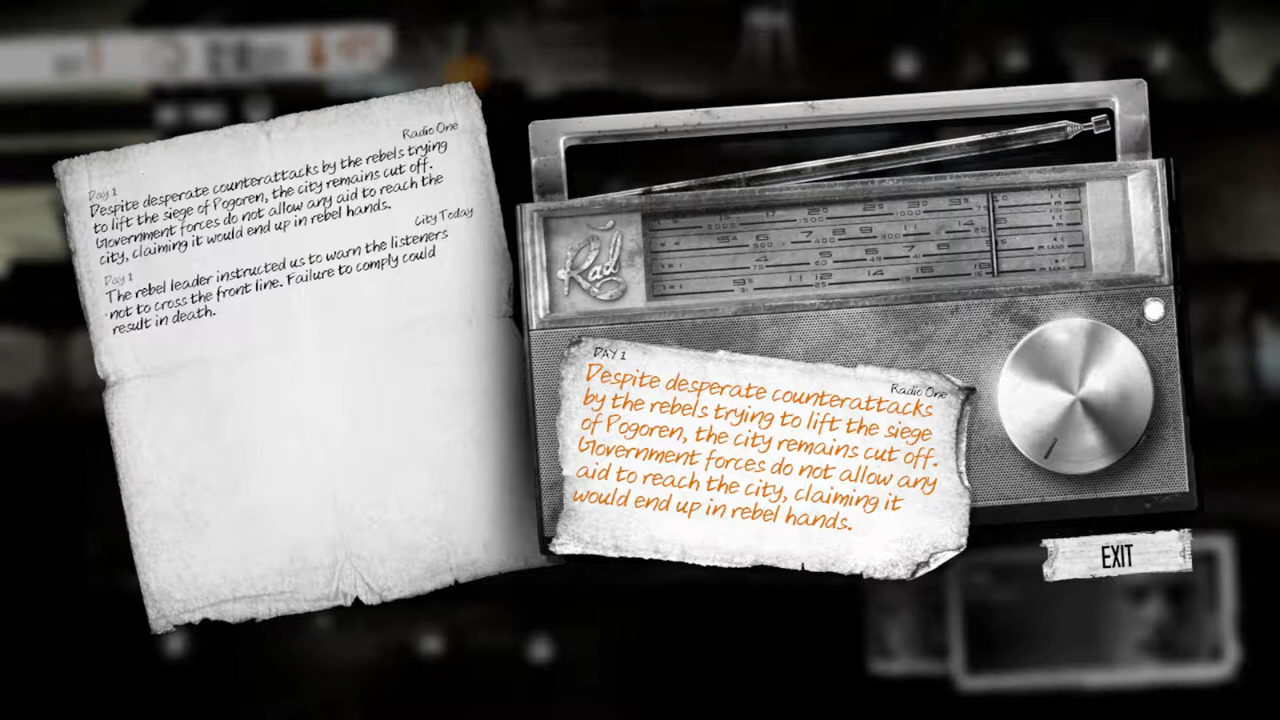 Radio One
Day 1
Despite desperate counterattacks by the rebels trying
to lift the siege of Pogoren, the city remains cut off.
Government forces do not allow any aid to reach the
city, claiming it would end up in rebel hands.
City Today
Day 1
The rebel leader instructed us to warn the listeners
not to cross the front line. Failure to comply could
result in death.
Rad
DAY 1
Radio One
Despite desperate counterattacks
by the rebels trying to lift the siege
of Pogoren, the city remains cut off.
Government forces do not allow any
aid to reach the city, claiming it
would end up in rebel hands.
EXIT